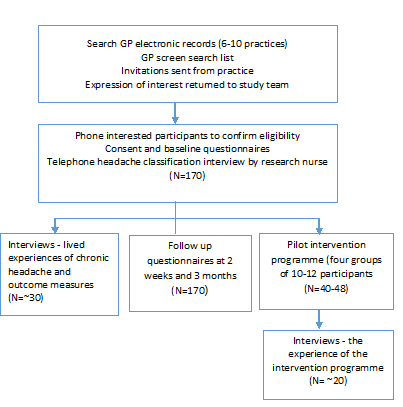 Search GP electronic records (6-10 practices)
GP screen search list
Invitations sent from practice
Expression of interest returned to study team
Phone interested participants to confirm eligibility
Consent and baseline questionnaires
Telephone headache classification interview by research nurse
(N=170)
Interviews - lived
experiences of chronic
headache and
outcome measures
(N=~30)
Follow up
questionnaires at 2
weeks and 3 months
(N=170)
Pilot intervention
programme (four groups
of 10-12 participants
(N=40-48)
Interviews - the
experience of the
intervention programme
(N= ~20)